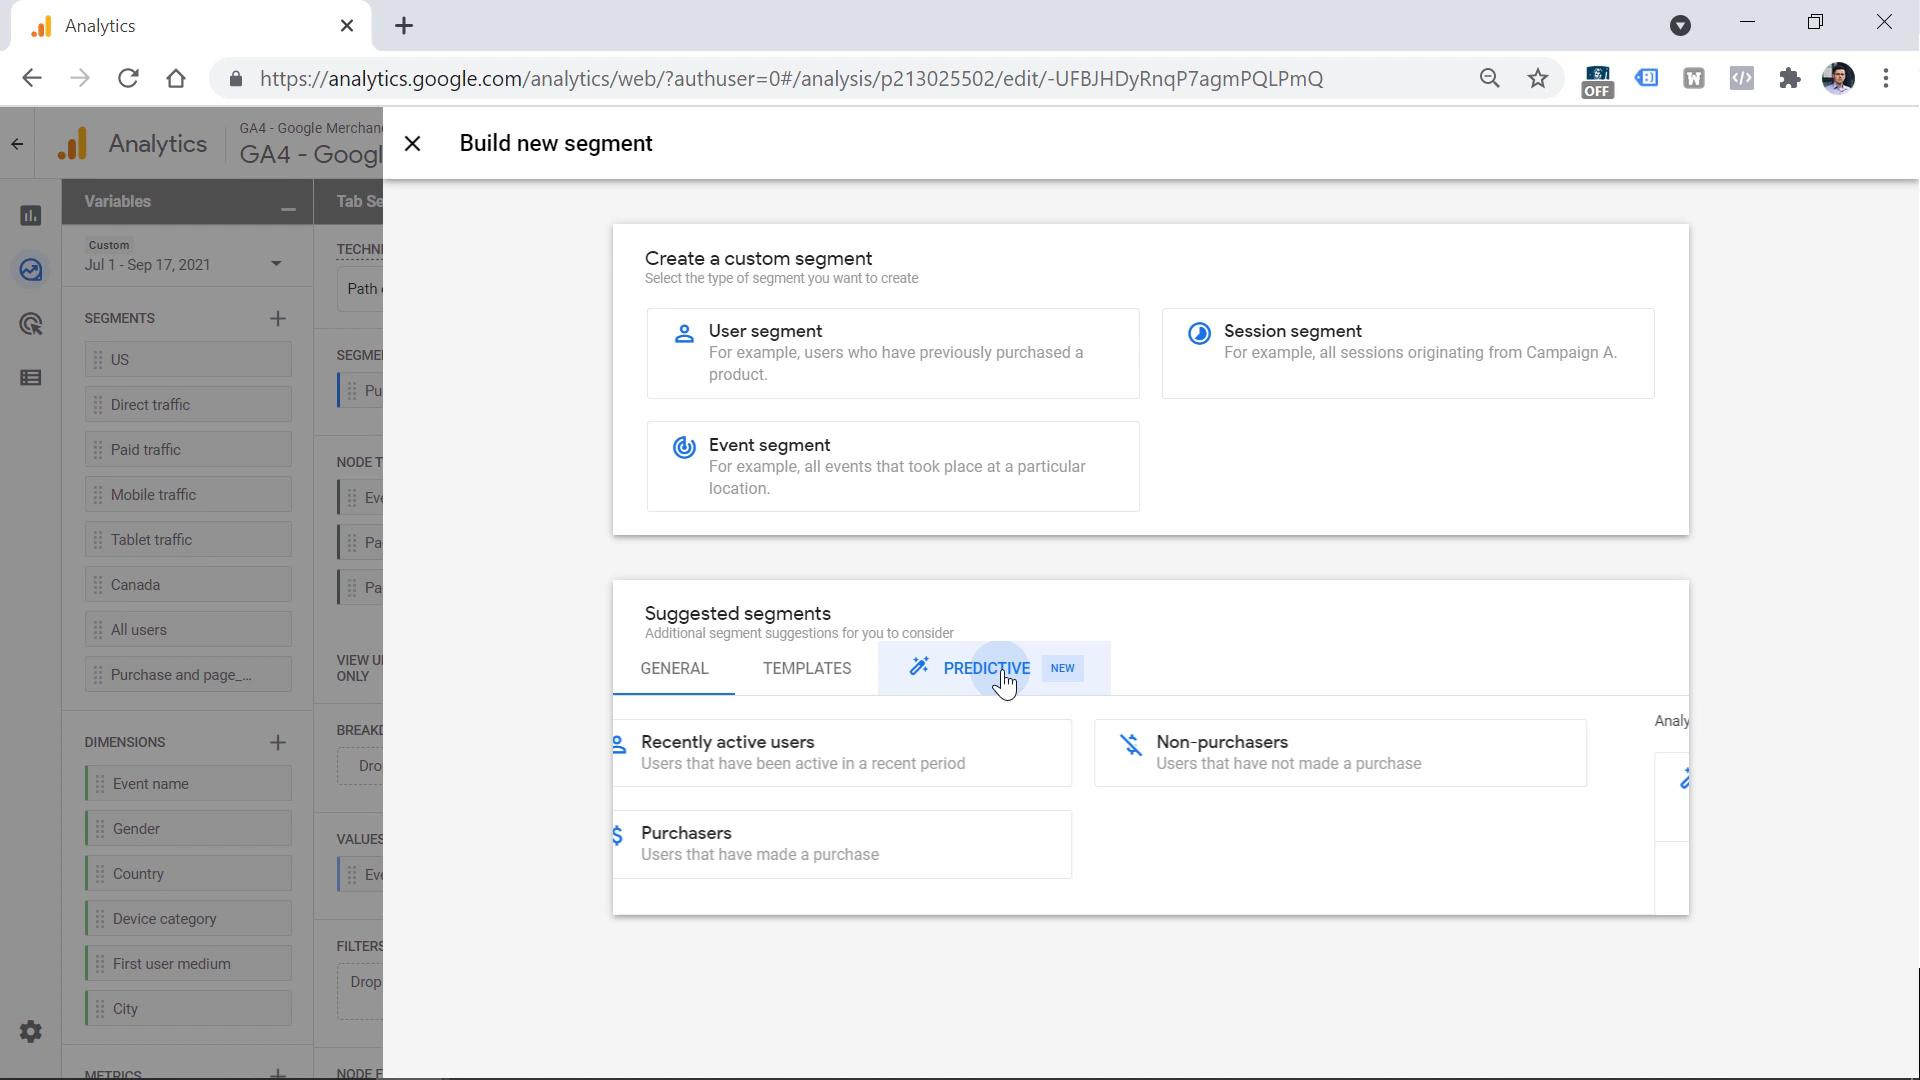 Analytics
https://analytics.google.com/analytics/web/?authuser=0#/analysis/p213025502/edit/-UFBJHDyRnqP7agmPQLPmQ
OFF
Analytics
GA4 - Google Merchan
GA4 - Googl
Build new segment
Variables
Tab Se
Custom
Jul 1 - Sep 17, 2021
SEGMENTS
US
Direct traffic
Paid traffic
Mobile traffic
Tablet traffic
Canada
All users
Purchase and page_...
DIMENSIONS
Event name
Gender
Country
Device category
First user medium
City
METRICS
TECHNI
Path
SEGME
Pu
NODE T
Eve
Pa
Pa
VIEW U
ONLY
BREAK
Dro
VALUES
Eve
FILTERS
Drop
NODE F
Create a custom segment
Select the type of segment you want to create
User segment
For example, users who have previously purchased a
product.
Session segment
For example, all sessions originating from Campaign A.
Event segment
For example, all events that took place at a particular
location.
Suggested segments
Additional segment suggestions for you to consider
GENERAL
TEMPLATES
PREDICTIVE
NEW
Recently active users
Users that have been active in a recent period
Non-purchasers
Users that have not made a purchase
Analy
Purchasers
Users that have made a purchase